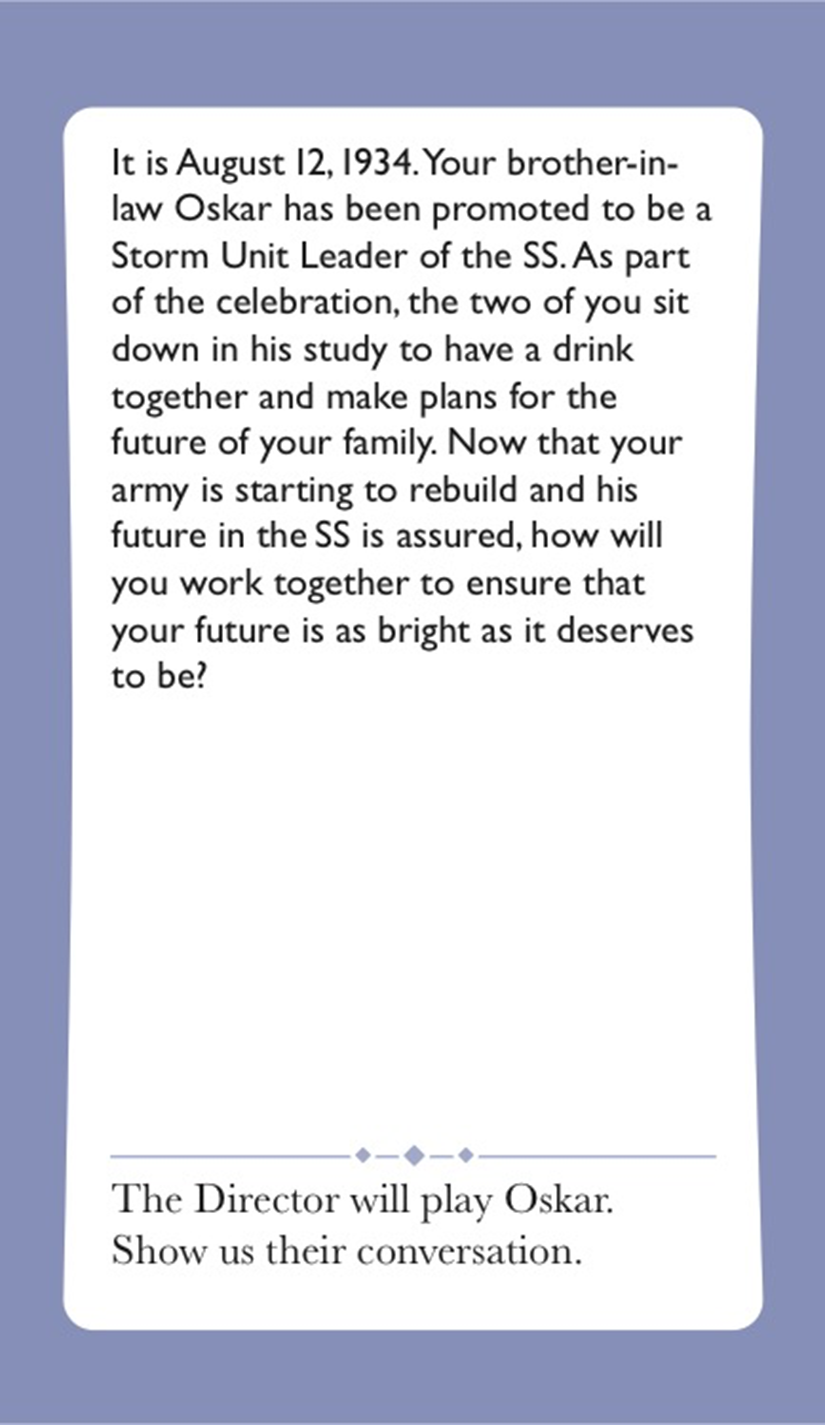 It is August 12, 1934. Your brother-in-
law Oskar has been promoted to be a
Storm Unit Leader of the SS. As part
of the celebration, the two of you sit
down in his study to have a drink
together and make plans for the
future of your family. Now that your
army is starting to rebuild and his
future in the SS is assured, how will
you work together to ensure that
your future is as bright as it deserves
to be?
The Director will play Oskar.
Show us their conversation.